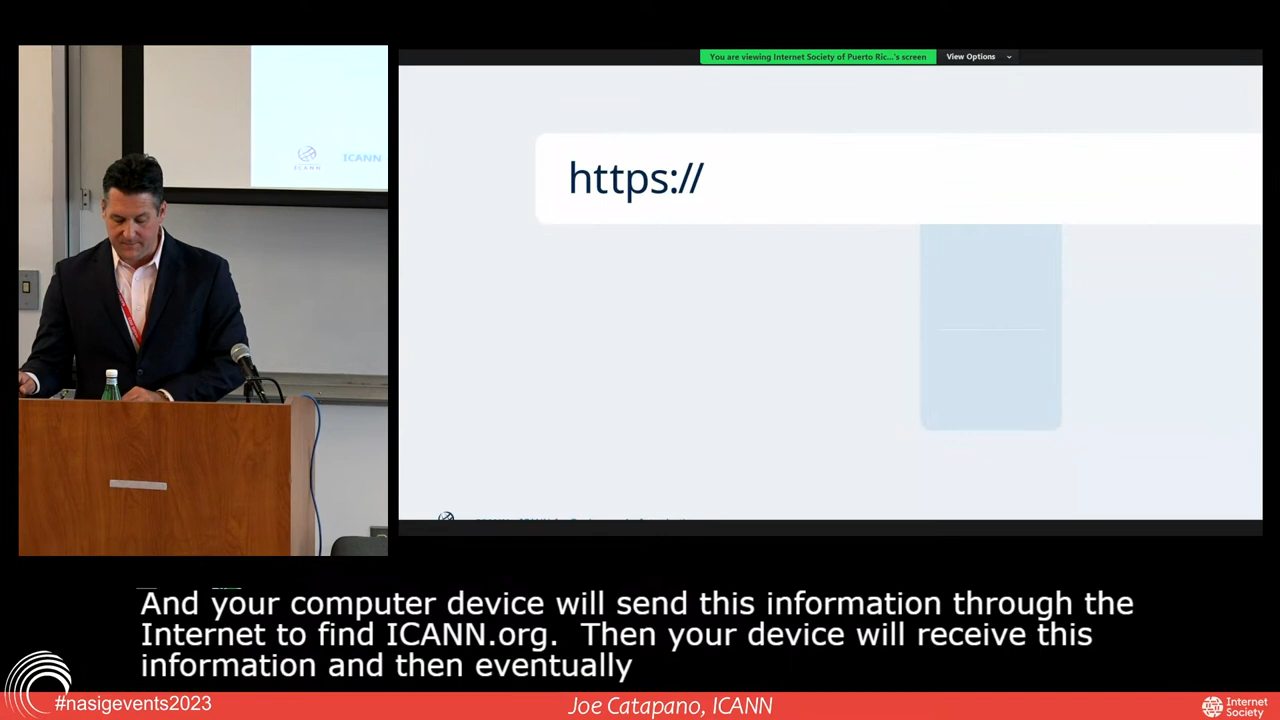 You are viewing Internet Society of Puerto Ric...'s screen
View Options
ICANN
ICANN
https://
And your computer device will send this information through the
Internet to find ICANN.org.  Then your device will receive this
information and then eventually
#nasigevents2023
Joe Catapano, ICANN
Internet
Society